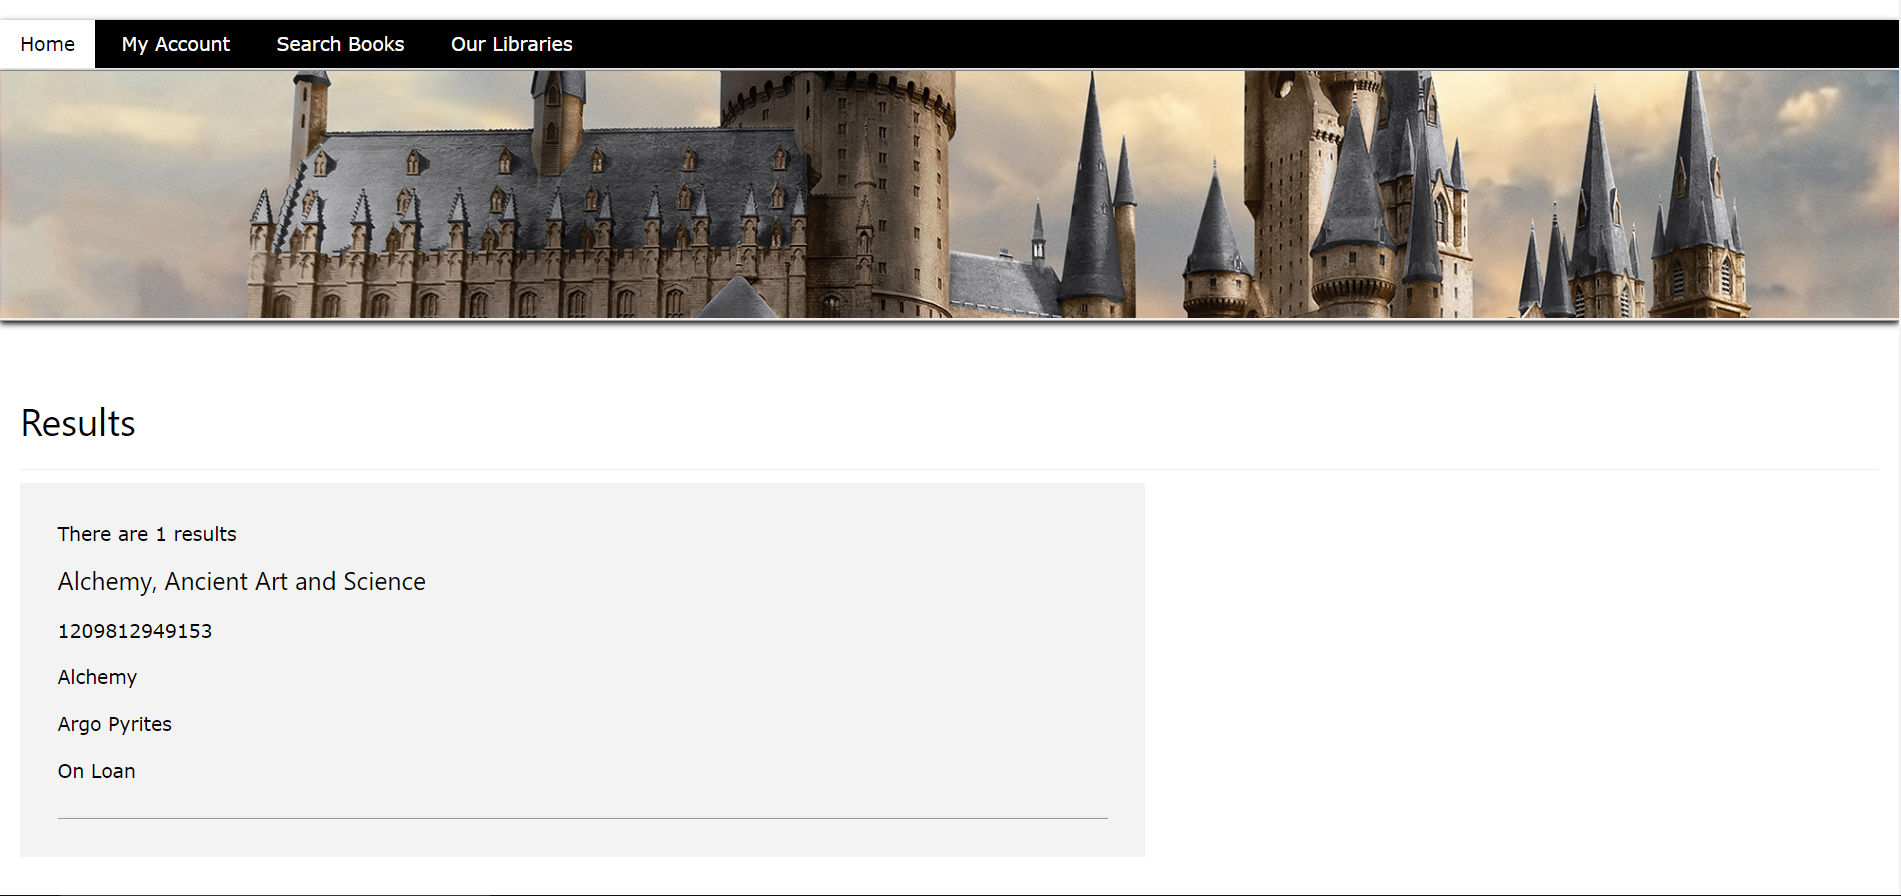 Home My Account Search Books Our Libraries
Results
There are 1 results
Alchemy, Ancient Art and Science
1209812949153
Alchemy
Argo Pyrites
On Loan